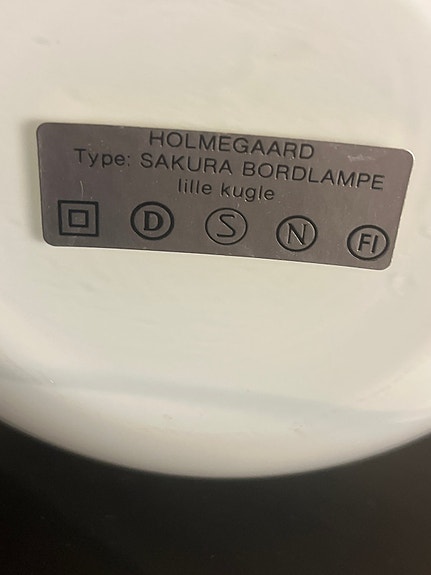 HOLMEGAARD
Type: SAKURA BORDLAMPE
lille kugle
D S N FI